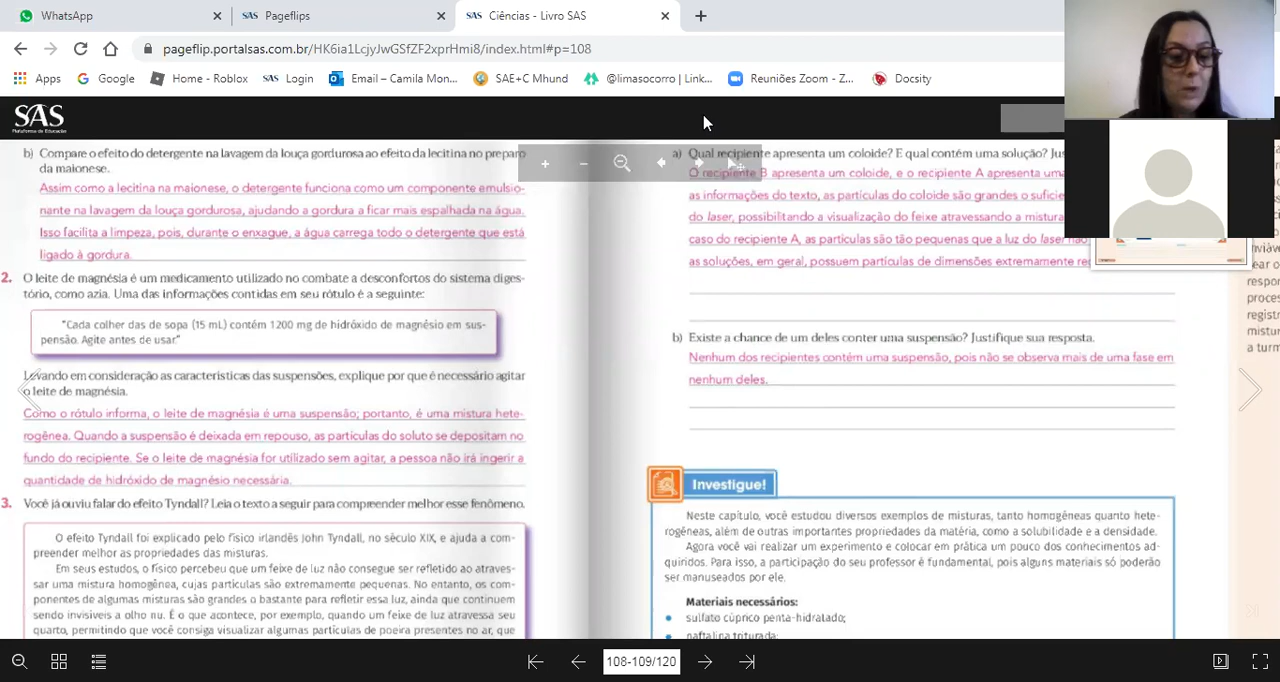 WhatsApp
SAS Pageflips
SAS Ciências - Livro SAS
pageflip.portalsas.com.br/HK6ia1LcjyJwGSfZF2xprHmi8/index.html#p=108
Apps Google Home - Roblox SAS Login Email – Camila Mon... SAE+C Mhund @limasocorro | Link... Reuniões Zoom - Z... Docsity
SAS
Plataforma de Educação
b) Compare o efeito do detergente na lavagem da louça gordurosa ao efeito da lecitina no preparo
da maionese.
Assim como a lecitina na maionese, o detergente funciona como um componente emulsio-
nante na lavagem da louça gordurosa, ajudando a gordura a ficar mais espalhada na água.
Isso facilita a limpeza, pois, durante o enxague, a água carrega todo o detergente que está
ligado à gordura.
2. O leite de magnésia é um medicamento utilizado no combate a desconfortos do sistema diges-
tório, como azia. Uma das informações contidas em seu rótulo é a seguinte:
"Cada colher das de sopa (15 mL) contém 1200 mg de hidróxido de magnésio em sus-
pensão. Agite antes de usar."
Levando em consideração as características das suspensões, explique por que é necessário agitar
o leite de magnésia.
Como o rótulo informa, o leite de magnésia é uma suspensão; portanto, é uma mistura hete-
rogênea. Quando a suspensão é deixada em repouso, as partículas do soluto se depositam no
fundo do recipiente. Se o leite de magnésia for utilizado sem agitar, a pessoa não irá ingerir a
quantidade de hidróxido de magnésio necessária.
3. Você já ouviu falar do efeito Tyndall? Leia o texto a seguir para compreender melhor esse fenômeno.
O efeito Tyndall foi explicado pelo físico irlandês John Tyndall, no século XIX, e ajuda a com-
preender melhor as propriedades das misturas.
Em seus estudos, o físico percebeu que um feixe de luz não consegue ser refletido ao atraves-
sar uma mistura homogênea, cujas partículas são extremamente pequenas. No entanto, os com-
ponentes de algumas misturas são grandes o bastante para refletir essa luz, ainda que continuem
sendo invisíveis a olho nu. É o que acontece, por exemplo, quando um feixe de luz atravessa seu
quarto, permitindo que você consiga visualizar algumas partículas de poeira presentes no ar, que
a) Qual recipiente apresenta um coloide? E qual contém uma solução?
O recipiente B apresenta um coloide, e o recipiente A apresenta uma
as informações do texto, as partículas do coloide são grandes o
do laser, possibilitando a visualização do feixe atravessando a mistura
caso do recipiente A, as partículas são tão pequenas que a luz do laser
as soluções, em geral, possuem partículas de dimensões extremamente
b) Existe a chance de um deles conter uma suspensão? Justifique sua resposta.
Nenhum dos recipientes contém uma suspensão, pois não se observa mais de uma fase em
nenhum deles.
Investigue!
Neste capítulo, você estudou diversos exemplos de misturas, tanto homogêneas quanto hete-
rogêneas, além de outras importantes propriedades da matéria, como a solubilidade e a densidade.
Agora você vai realizar um experimento e colocar em prática um pouco dos conhecimentos ad-
quiridos. Para isso, a participação do seu professor é fundamental, pois alguns materiais só poderão
ser manuseados por ele.
Materiais necessários:
sulfato cúprico penta-hidratado;
naftalina triturada;
a turm
108-109/120